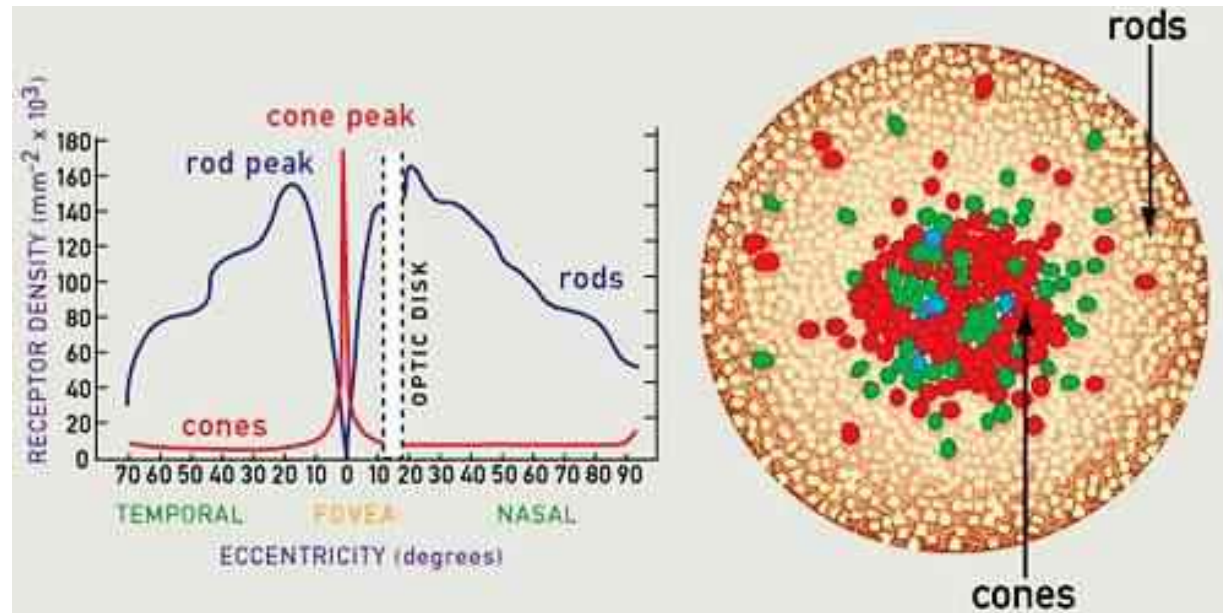 RECEPTOR DENSITY (mm⁻² x 10³)
180
160
140
120
100
80
60
40
20
0
cone peak
rod peak
rods
cones
OPTIC DISK
70 60 50 40 30 20 10 0 10 20 30 40 50 60 70 80 90
TEMPORAL FOVEA NASAL
ECCENTRICITY (degrees)
rods
cones